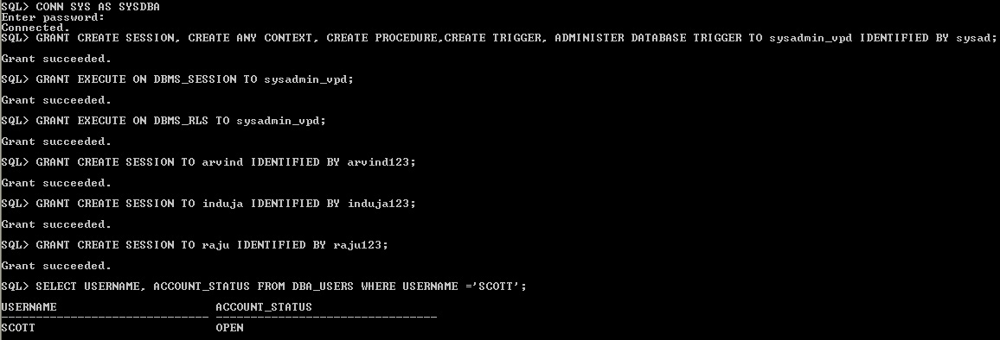 SQL> CONN SYS AS SYSDBA
Enter password:
Connected.
SQL> GRANT CREATE SESSION, CREATE ANY CONTEXT, CREATE PROCEDURE,CREATE TRIGGER, ADMINISTER DATABASE TRIGGER TO sysadmin_vpd IDENTIFIED BY sysad;
Grant succeeded.
SQL> GRANT EXECUTE ON DBMS_SESSION TO sysadmin_vpd;
Grant succeeded.
SQL> GRANT EXECUTE ON DBMS_RLS TO sysadmin_vpd;
Grant succeeded.
SQL> GRANT CREATE SESSION TO arvind IDENTIFIED BY arvind123;
Grant succeeded.
SQL> GRANT CREATE SESSION TO induja IDENTIFIED BY induja123;
Grant succeeded.
SQL> GRANT CREATE SESSION TO raju IDENTIFIED BY raju123;
Grant succeeded.
SQL> SELECT USERNAME, ACCOUNT_STATUS FROM DBA_USERS WHERE USERNAME ='SCOTT';
USERNAME ACCOUNT_STATUS
------------------------------ --------------------------------
SCOTT OPEN